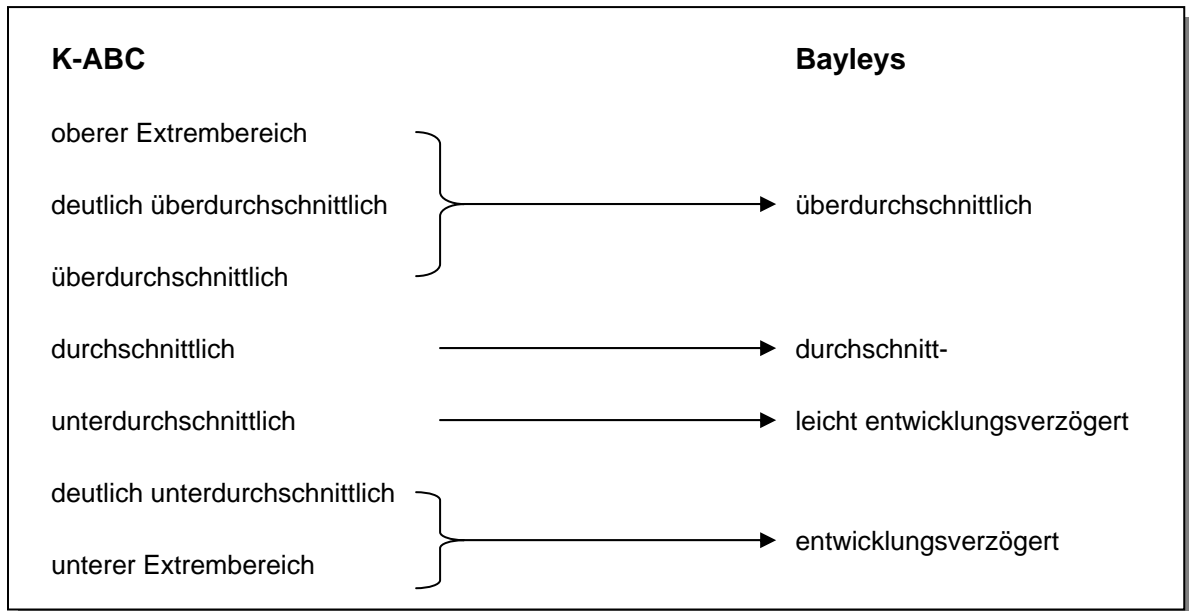 K-ABC Bayleys
oberer Extrembereich
deutlich überdurchschnittlich überdurchschnittlich
überdurchschnittlich
durchschnittlich durchschnitt-
unterdurchschnittlich leicht entwicklungsverzögert
deutlich unterdurchschnittlich
entwicklungsverzögert
unterer Extrembereich